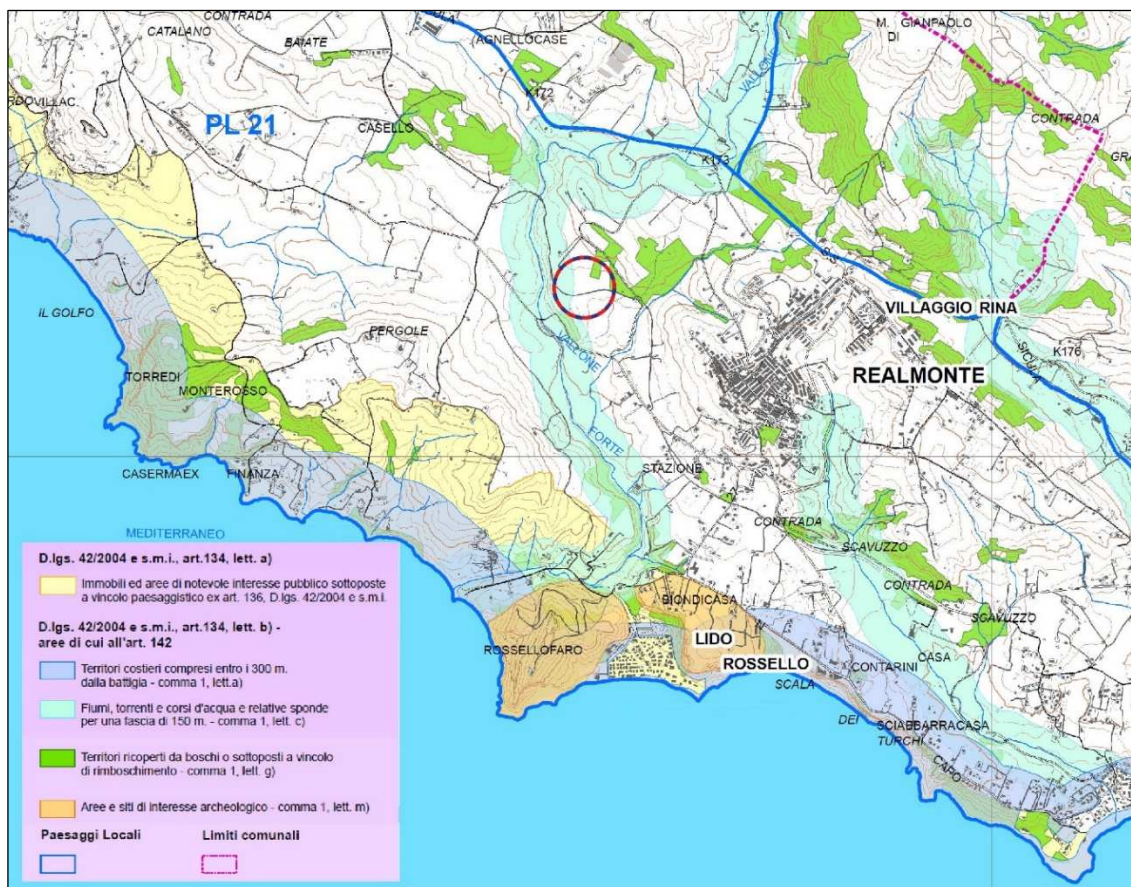 CONTRADA
CATALANO
BAIATE
AGNELLOCASE
M. GIANPAOLO
DI
K172
VALLONE
RDOVILLAC.
PL 21
CASELLO
CONTRADA
K173
GRA
IL GOLFO
PERGOLE
VALLONE
VILLAGGIO RINA
SICULA
K176
TORREDI
MONTEROSSO
REALMONTE
FORTE
CASERMAEX
FINANZA
STAZIONE
MEDITERRANEO
CONTRADA
SCAVUZZO
CONTRADA
SCAVUZZO
BIONDICASA
LIDO
ROSSELLO
ROSSELLOFARO
CONTARINI
CASA
SCALA
DEI
TURCHI
SCIABBARRACASA
CAPO
D.lgs. 42/2004 e s.m.i., art.134, lett. a)
Immobili ed aree di notevole interesse pubblico sottoposte
a vincolo paesaggistico ex art. 136, D.lgs. 42/2004 e s.m.i.
D.lgs. 42/2004 e s.m.i., art.134, lett. b) -
aree di cui all'art. 142
Territori costieri compresi entro i 300 m.
dalla battigia - comma 1, lett.a)
Fiumi, torrenti e corsi d'acqua e relative sponde
per una fascia di 150 m. - comma 1, lett. c)
Territori ricoperti da boschi o sottoposti a vincolo
di rimboschimento - comma 1, lett. g)
Aree e siti di interesse archeologico - comma 1, lett. m)
Paesaggi Locali
Limiti comunali